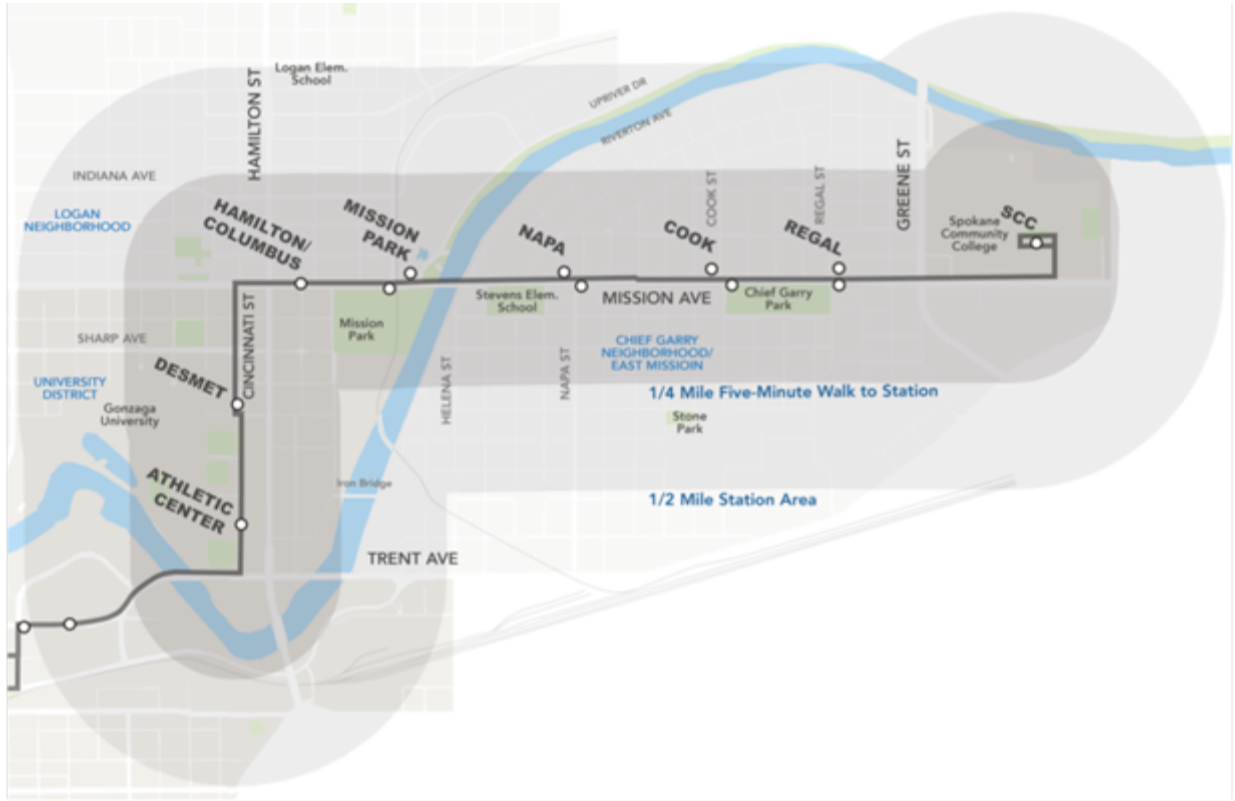 Logan Elem.
School
HAMILTON ST
UPRIVER DR
RIVERTON AVE
INDIANA AVE
LOGAN
NEIGHBORHOOD
HAMILTON/
COLUMBUS
MISSION
PARK
NAPA
COOK
COOK ST
REGAL
REGAL ST
GREENE ST
Spokane
Community
College
SCC
Stevens Elem.
School
MISSION AVE
Chief Garry
Park
CINCINNATI ST
Mission
Park
SHARP AVE
CHIEF GARRY
NEIGHBORHOOD/
EAST MISSIOIN
DESMET
UNIVERSITY
DISTRICT
Gonzaga
University
HELENA ST
NAPA ST
1/4 Mile Five-Minute Walk to Station
Stone
Park
ATHLETIC
CENTER
Iron Bridge
1/2 Mile Station Area
TRENT AVE